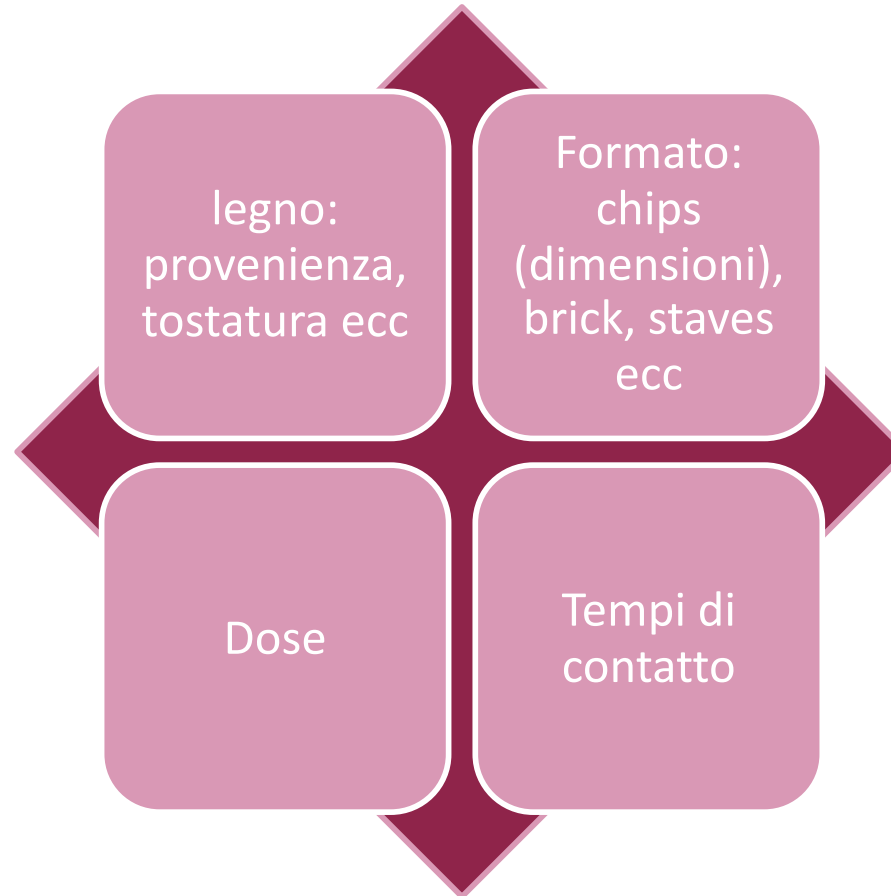 legno:
provenienza,
tostatura ecc
Formato:
chips
(dimensioni),
brick, staves
ecc
Dose
Tempi di
contatto